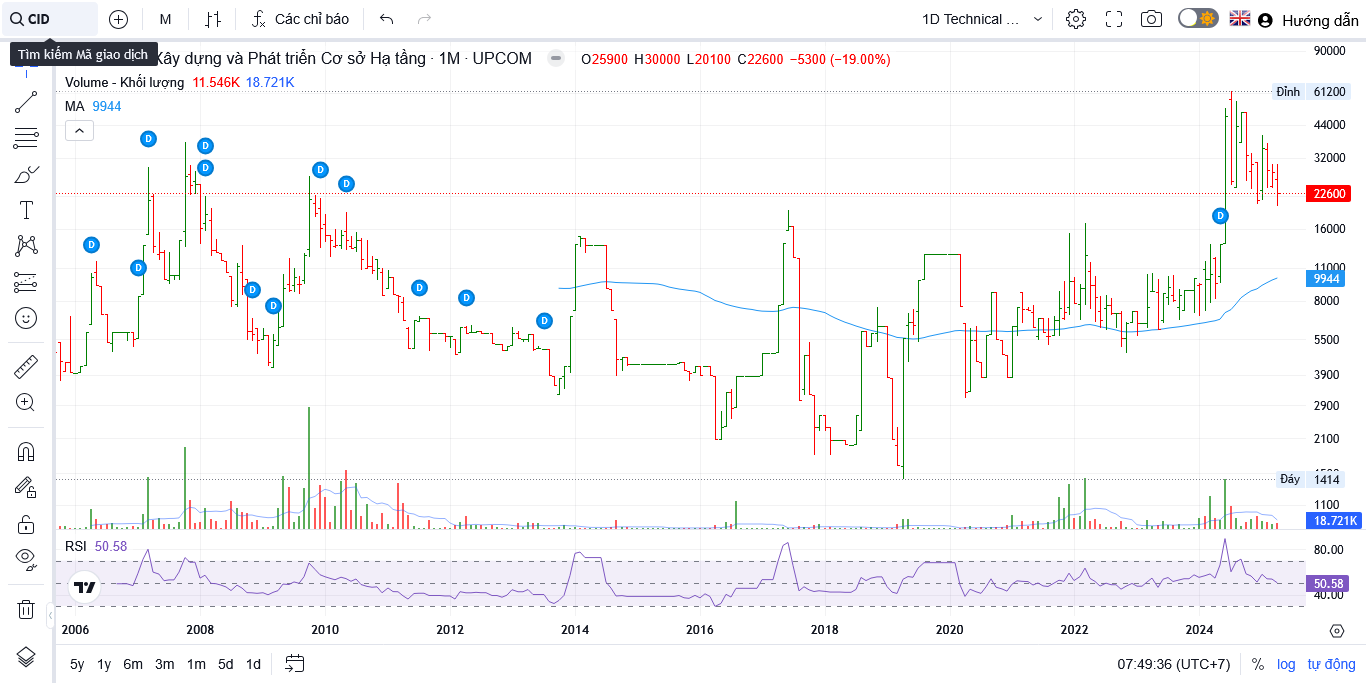 CID M Các chỉ báo 1D Technical ... Hướng dẫn
Tìm kiếm Mã giao dịch
Xây dựng và Phát triển Cơ sở Hạ tầng · 1M · UPCOM O25900 H30000 L20100 C22600 −5300 (−19.00%)
Volume - Khối lượng 11.546K 18.721K
MA 9944
90000
Đỉnh 61200
44000
32000
22600
16000
11000
9944
8000
5500
3900
2900
2100
Đáy 1414
1100
18.721K
D
D
D
D
D
D
D
D
D
D
D
D
D
RSI 50.58
80.00
50.58
40.00
2006 2008 2010 2012 2014 2016 2018 2020 2022 2024
5y 1y 6m 3m 1m 5d 1d 07:49:36 (UTC+7) % log tự động